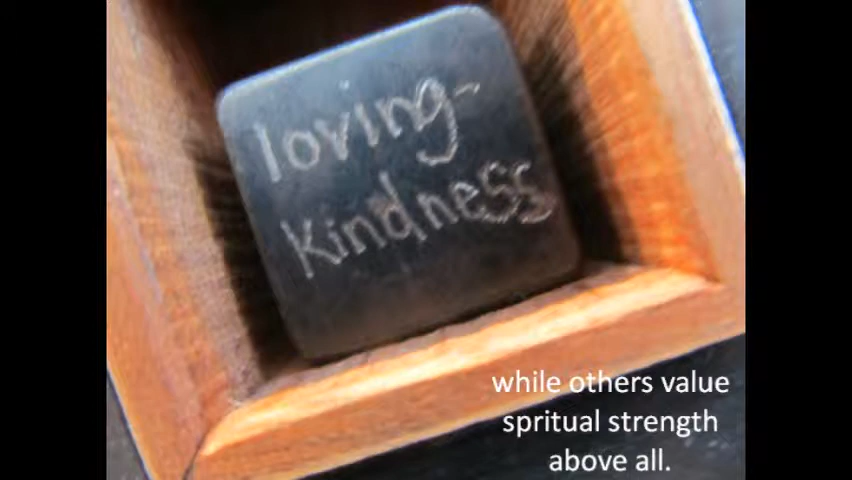 loving-
kindness
while others value
spritual strength
above all.